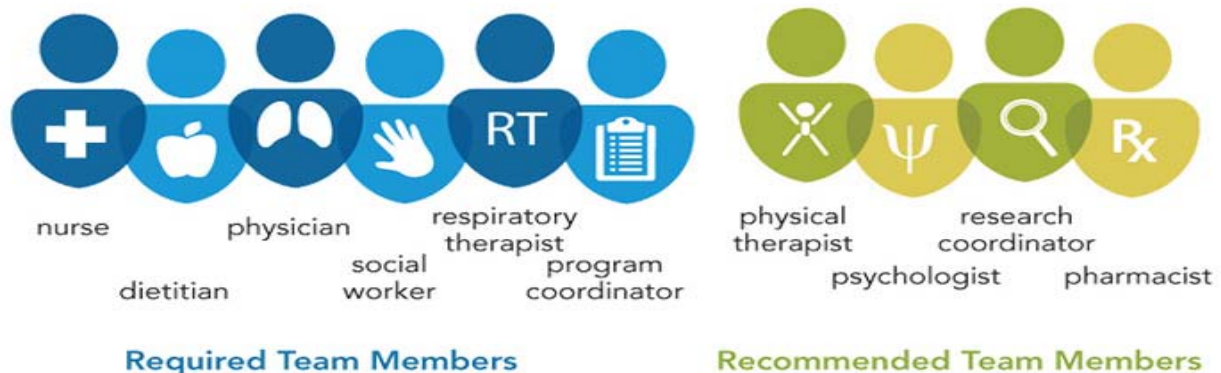 RT
Rx
nurse
dietitian
physician
social
worker
respiratory
therapist
program
coordinator
physical
therapist
psychologist
research
coordinator
pharmacist
Required Team Members
Recommended Team Members